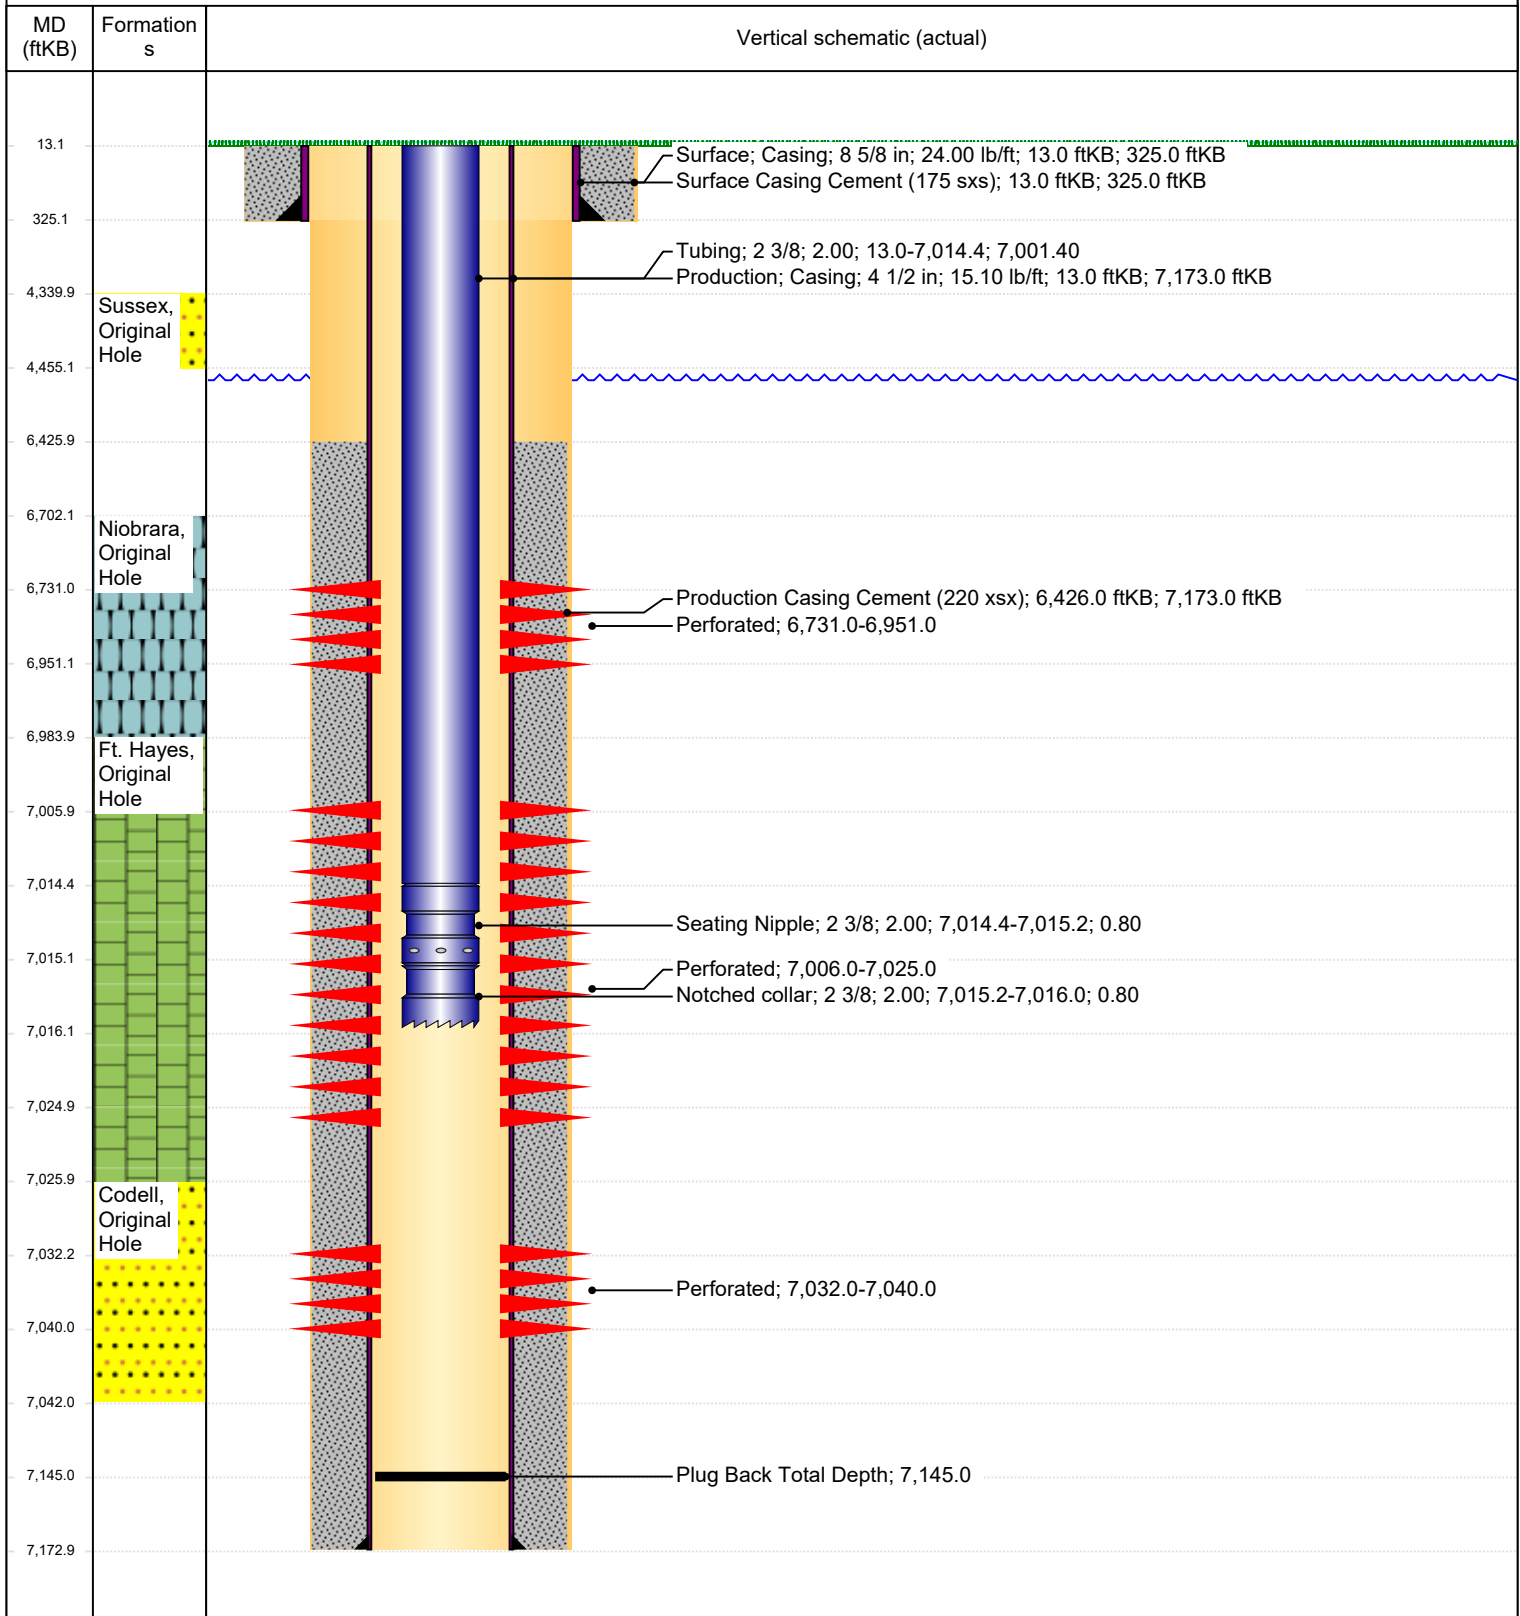 MD
(ftKB)
Formation
s
Vertical schematic (actual)
13.1
Surface; Casing; 8 5/8 in; 24.00 lb/ft; 13.0 ftKB; 325.0 ftKB
Surface Casing Cement (175 sxs); 13.0 ftKB; 325.0 ftKB
325.1
Tubing; 2 3/8; 2.00; 13.0-7,014.4; 7,001.40
Production; Casing; 4 1/2 in; 15.10 lb/ft; 13.0 ftKB; 7,173.0 ftKB
4,339.9
Sussex,
Original
Hole
4,455.1
6,425.9
6,702.1
Niobrara,
Original
Hole
6,731.0
Production Casing Cement (220 xsx); 6,426.0 ftKB; 7,173.0 ftKB
Perforated; 6,731.0-6,951.0
6,951.1
6,983.9
Ft. Hayes,
Original
Hole
7,005.9
7,014.4
Seating Nipple; 2 3/8; 2.00; 7,014.4-7,015.2; 0.80
7,015.1
Perforated; 7,006.0-7,025.0
Notched collar; 2 3/8; 2.00; 7,015.2-7,016.0; 0.80
7,016.1
7,024.9
7,025.9
Codell,
Original
Hole
7,032.2
Perforated; 7,032.0-7,040.0
7,040.0
7,042.0
7,145.0
Plug Back Total Depth; 7,145.0
7,172.9